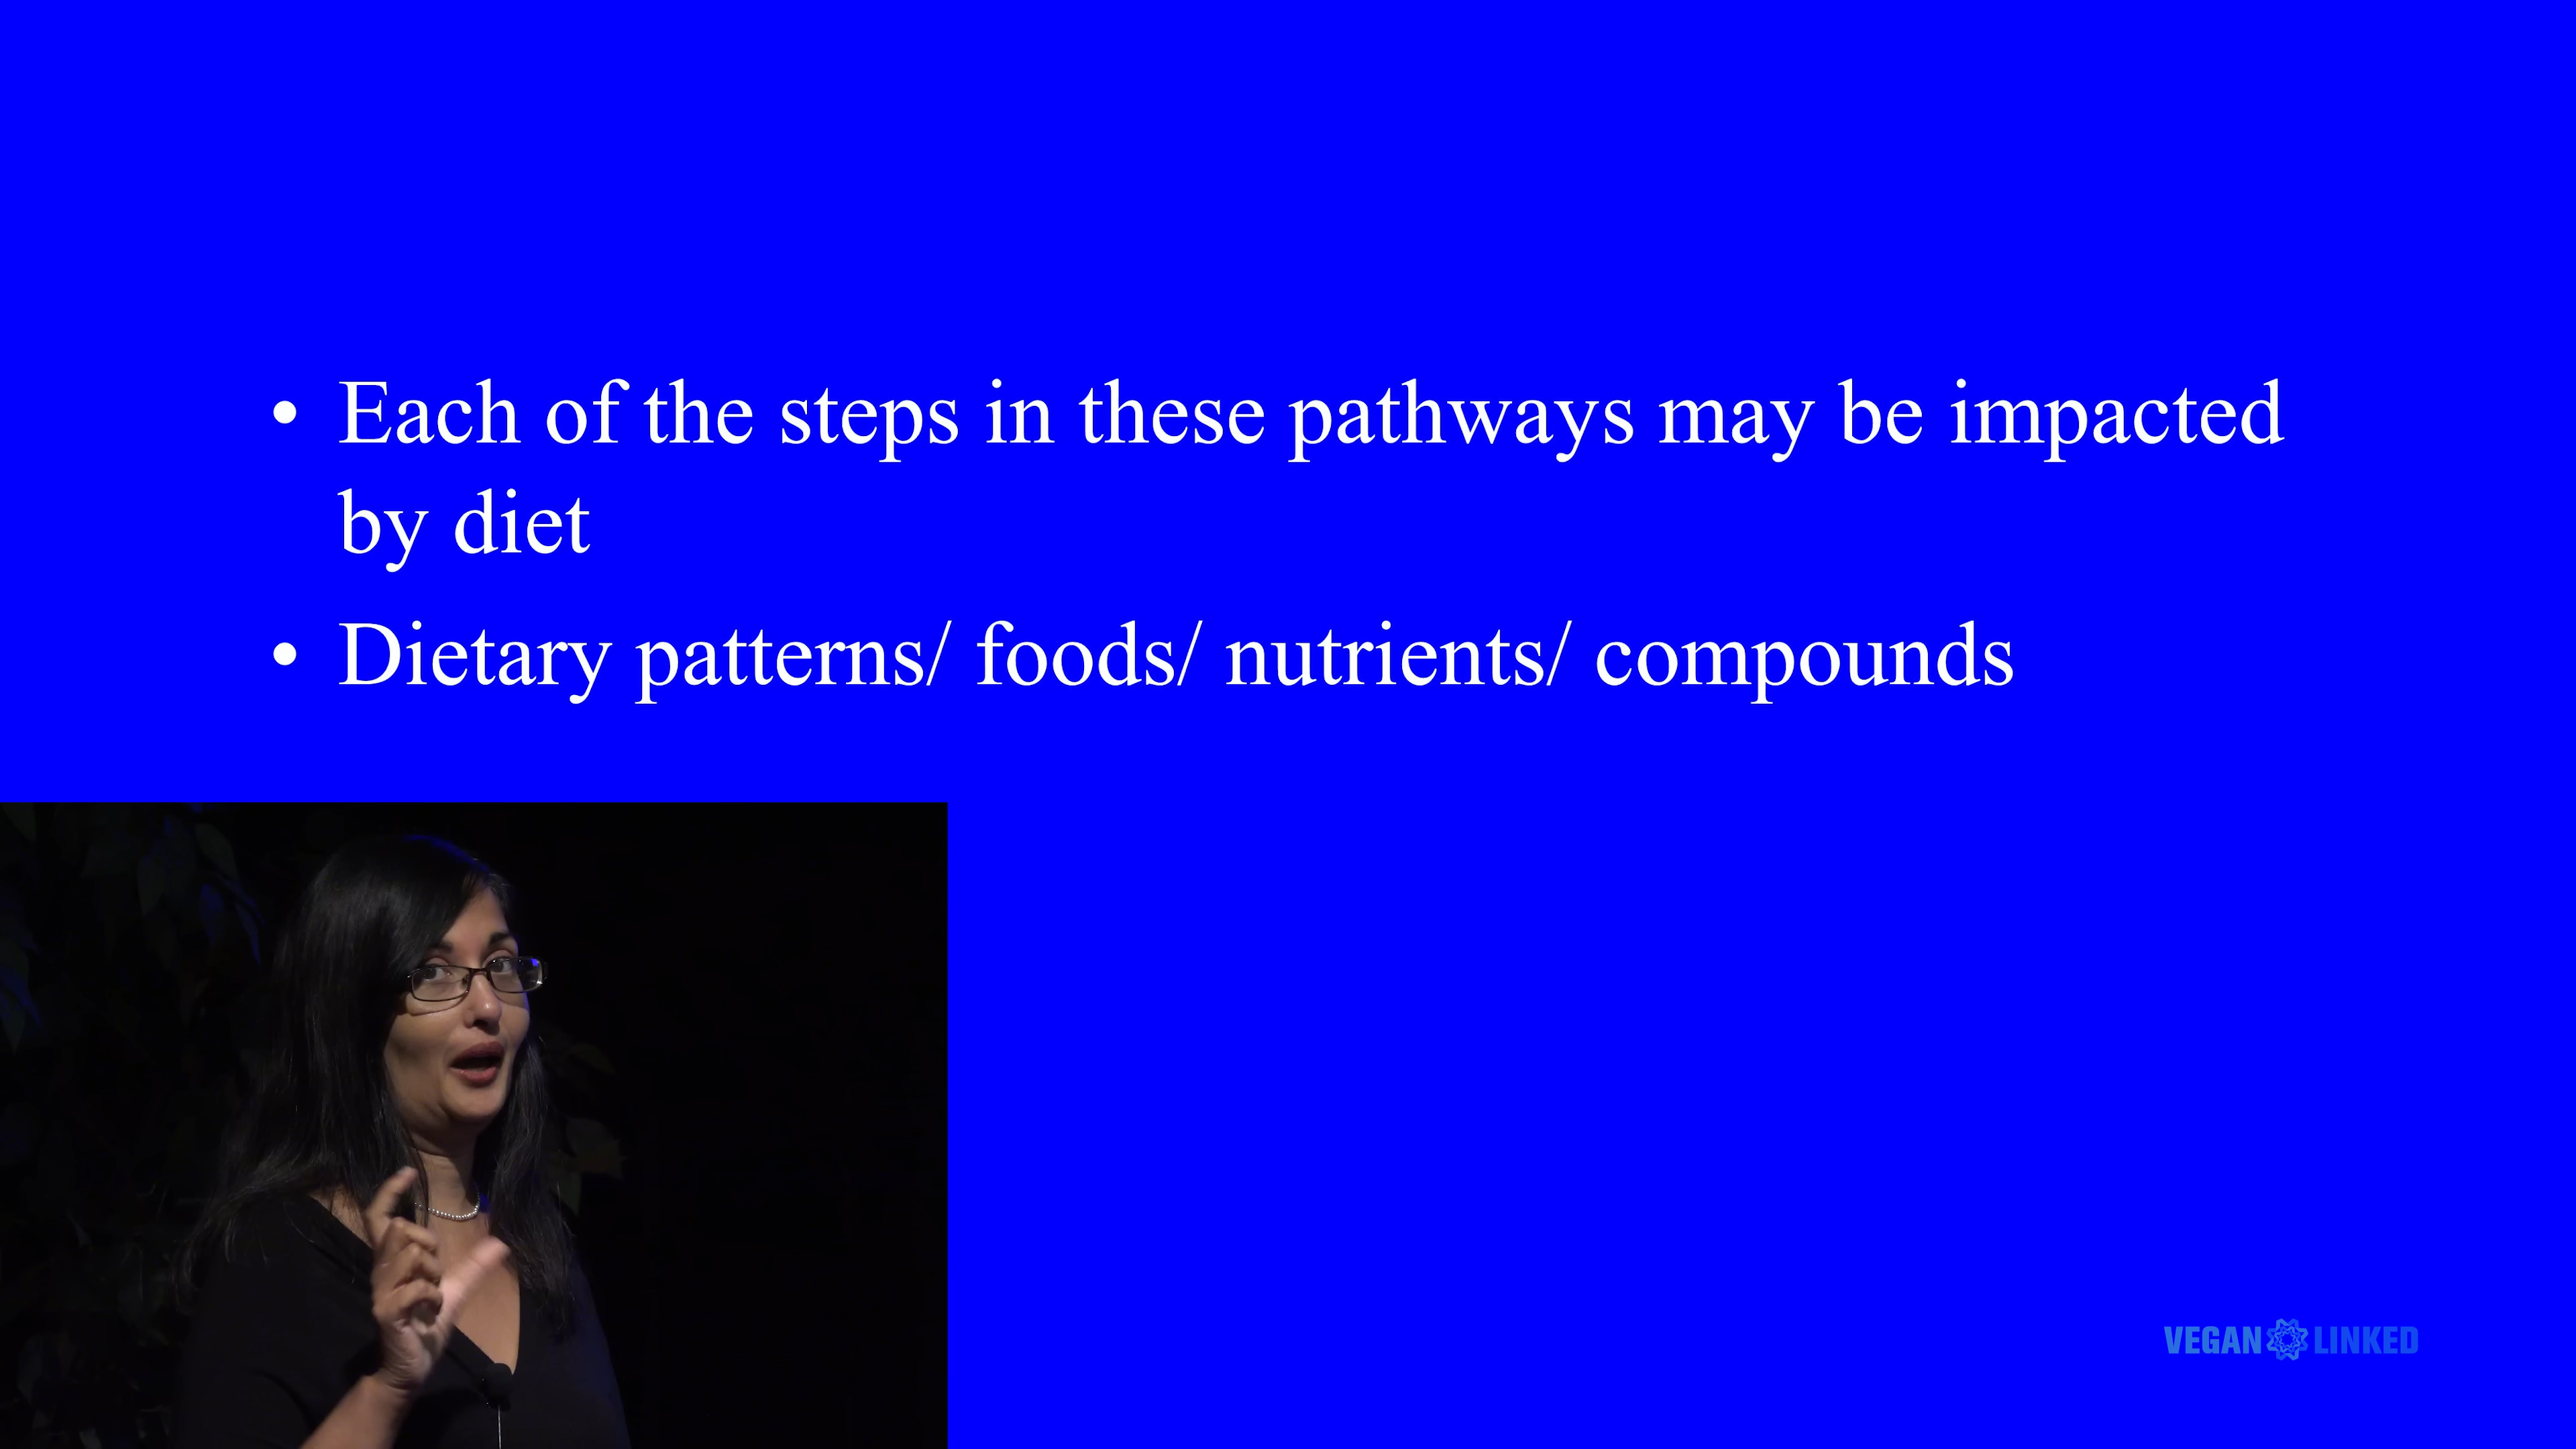 • Each of the steps in these pathways may be impacted
by diet
• Dietary patterns/ foods/ nutrients/ compounds
VEGAN LINKED